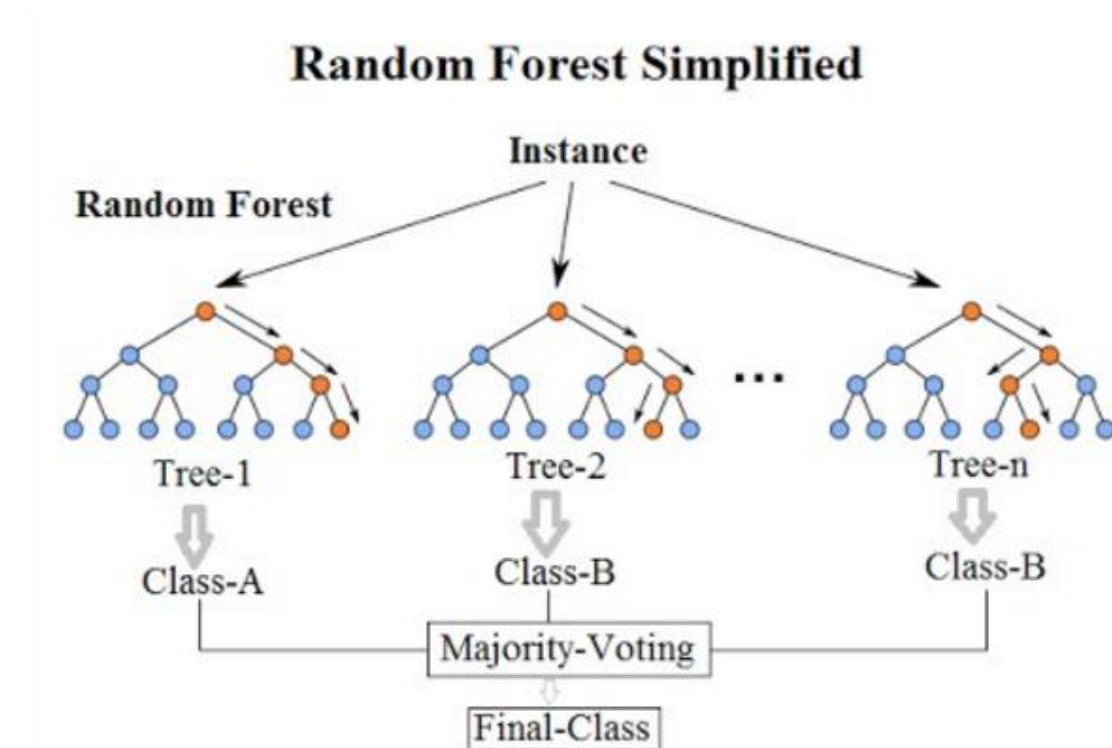 Random Forest Simplified
Instance
Random Forest
...
Tree-1
Tree-2
Tree-n
Class-A
Class-B
Class-B
Majority-Voting
Final-Class